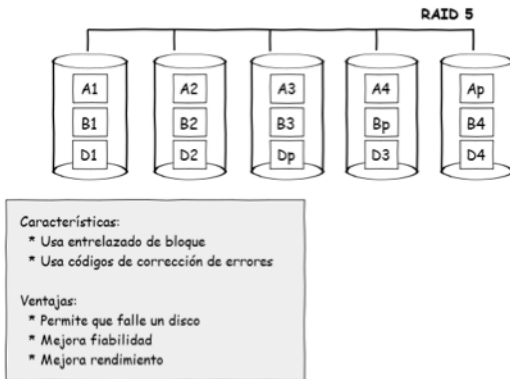 RAID 5
A1 A2 A3 A4 Ap
B1 B2 B3 Bp B4
D1 D2 Dp D3 D4
Características:
* Usa entrelazado de bloque
* Usa códigos de corrección de errores
Ventajas:
* Permite que falle un disco
* Mejora fiabilidad
* Mejora rendimiento